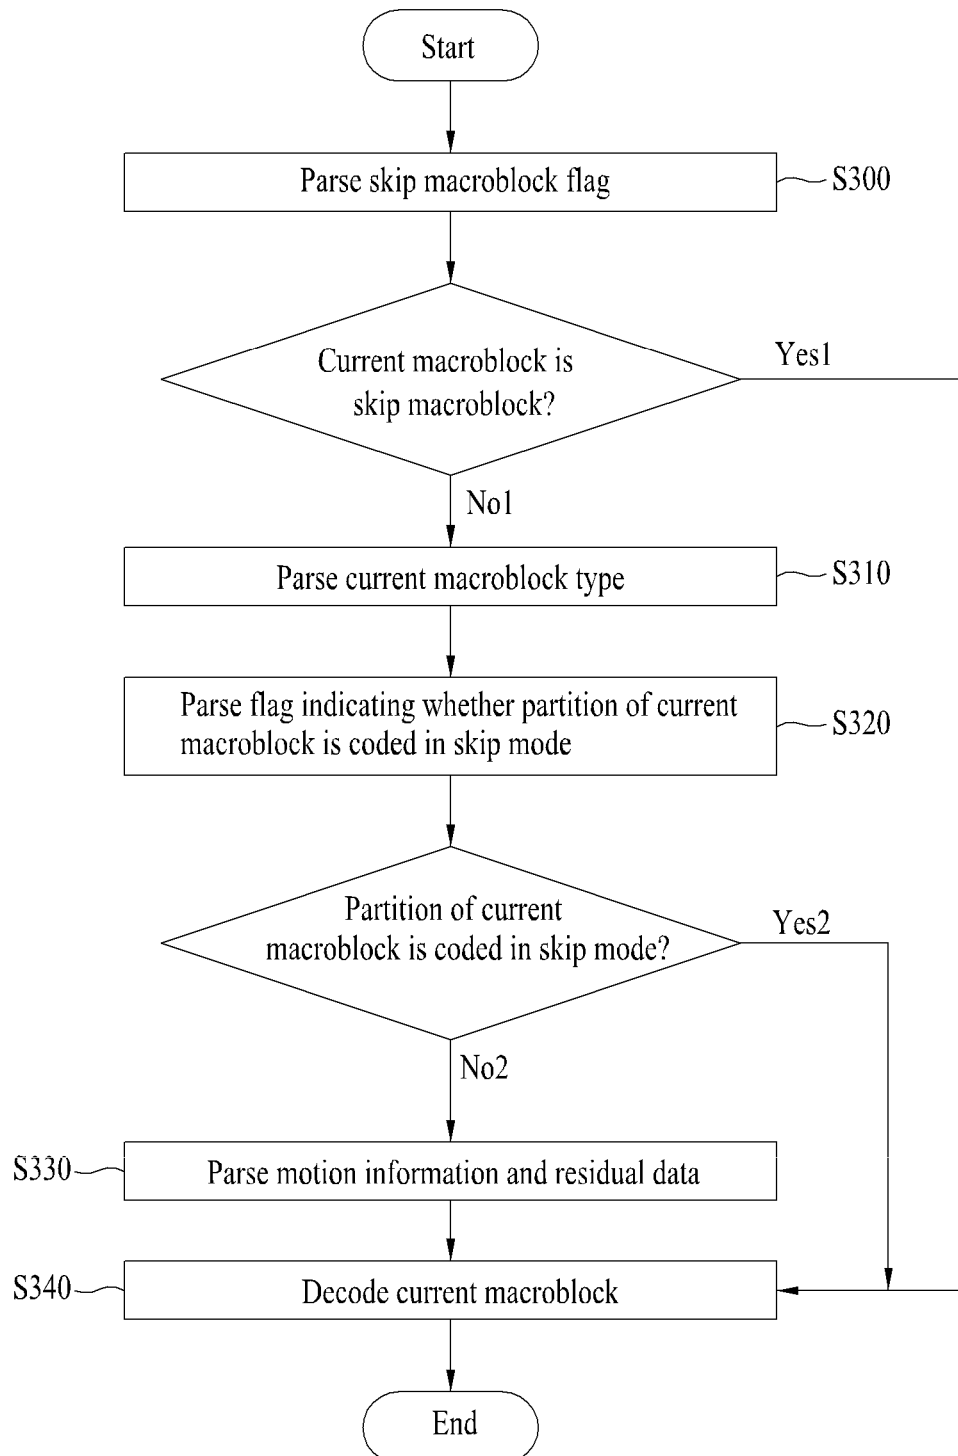 Start
Parse skip macroblock flag
S300
Current macroblock is
skip macroblock?
Yes1
No1
Parse current macroblock type
S310
Parse flag indicating whether partition of current
macroblock is coded in skip mode
S320
Partition of current
macroblock is coded in skip mode?
Yes2
No2
S330
Parse motion information and residual data
S340
Decode current macroblock
End